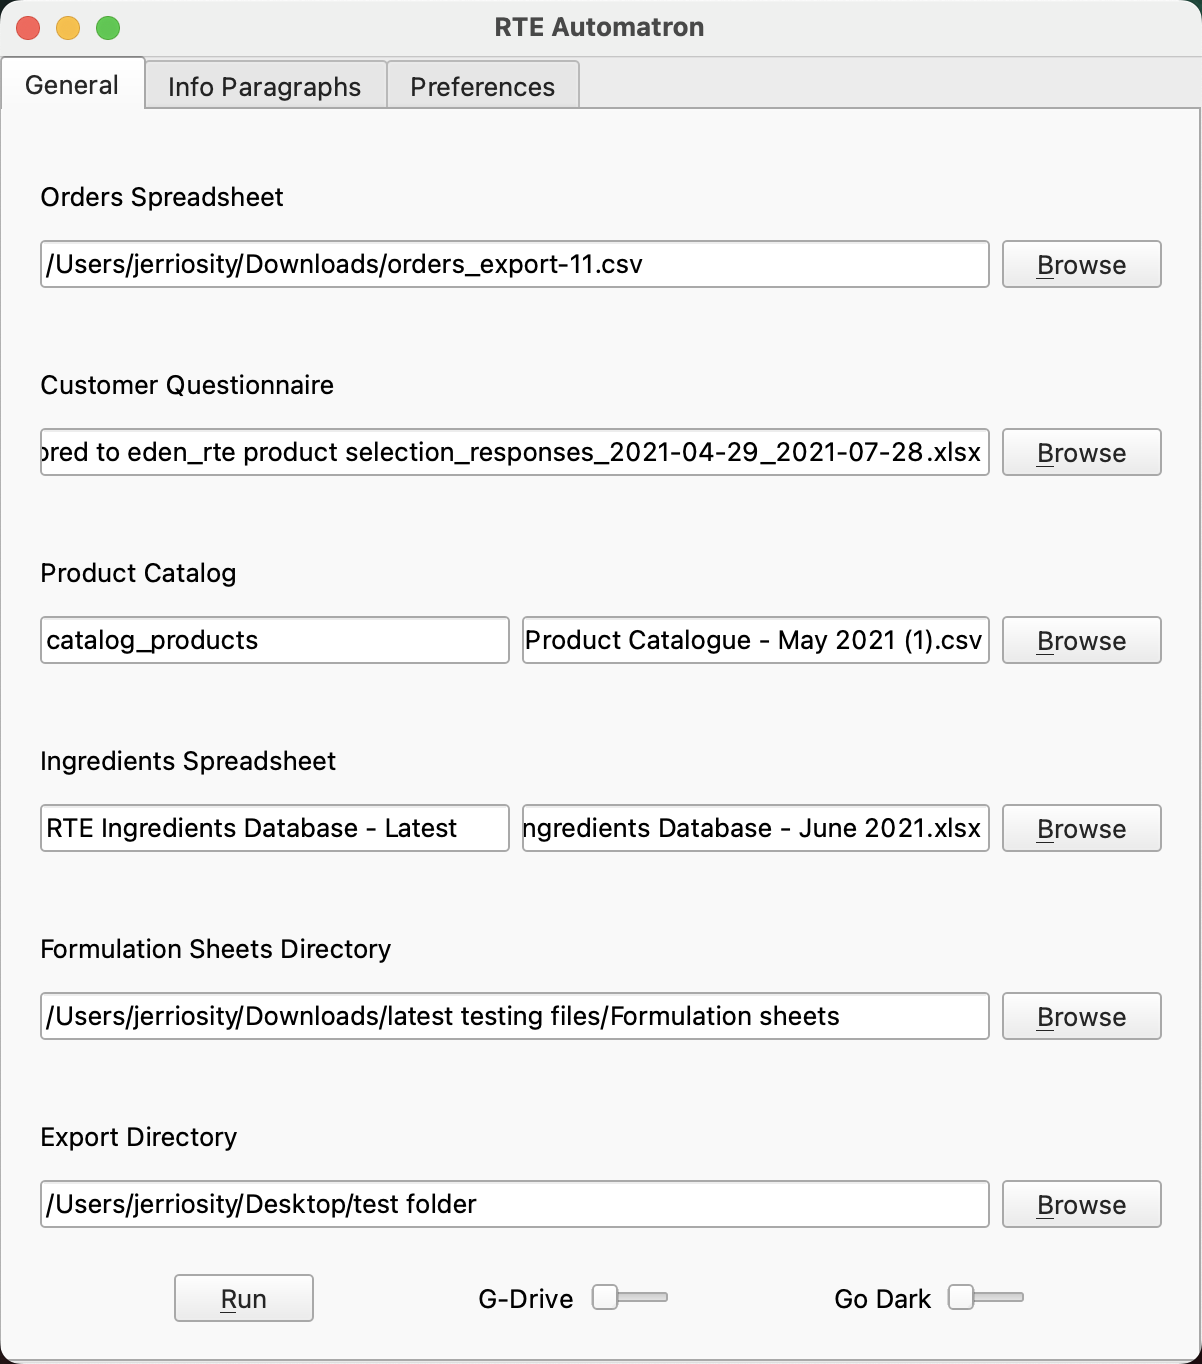 RTE Automatron
General Info Paragraphs Preferences
Orders Spreadsheet
/Users/jerriosity/Downloads/orders_export-11.csv Browse
Customer Questionnaire
ored to eden_rte product selection_responses_2021-04-29_2021-07-28.xlsx Browse
Product Catalog
catalog_products Product Catalogue - May 2021 (1).csv Browse
Ingredients Spreadsheet
RTE Ingredients Database - Latest ngredients Database - June 2021.xlsx Browse
Formulation Sheets Directory
/Users/jerriosity/Downloads/latest testing files/Formulation sheets Browse
Export Directory
/Users/jerriosity/Desktop/test folder Browse
Run G-Drive Go Dark